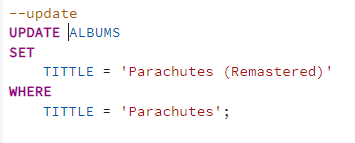 --update
UPDATE ALBUMS
SET
TITTLE = 'Parachutes (Remastered)'
WHERE
TITTLE = 'Parachutes';